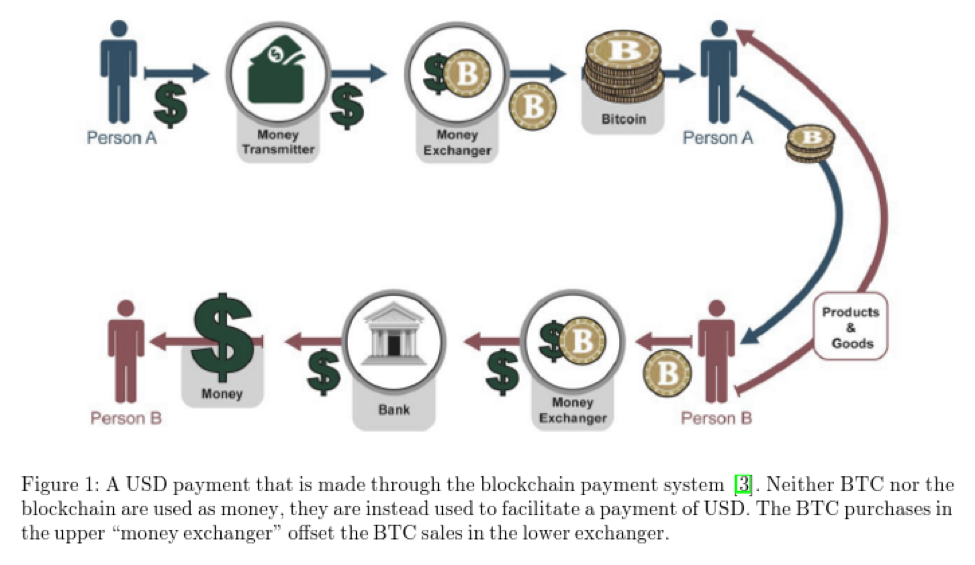 Person A
Money
Transmitter
Money
Exchanger
Bitcoin
Person A
Products
&
Goods
Person B
Money
Bank
Money
Exchanger
Person B
Figure 1: A USD payment that is made through the blockchain payment system [3]. Neither BTC nor the
blockchain are used as money, they are instead used to facilitate a payment of USD. The BTC purchases in
the upper “money exchanger” offset the BTC sales in the lower exchanger.